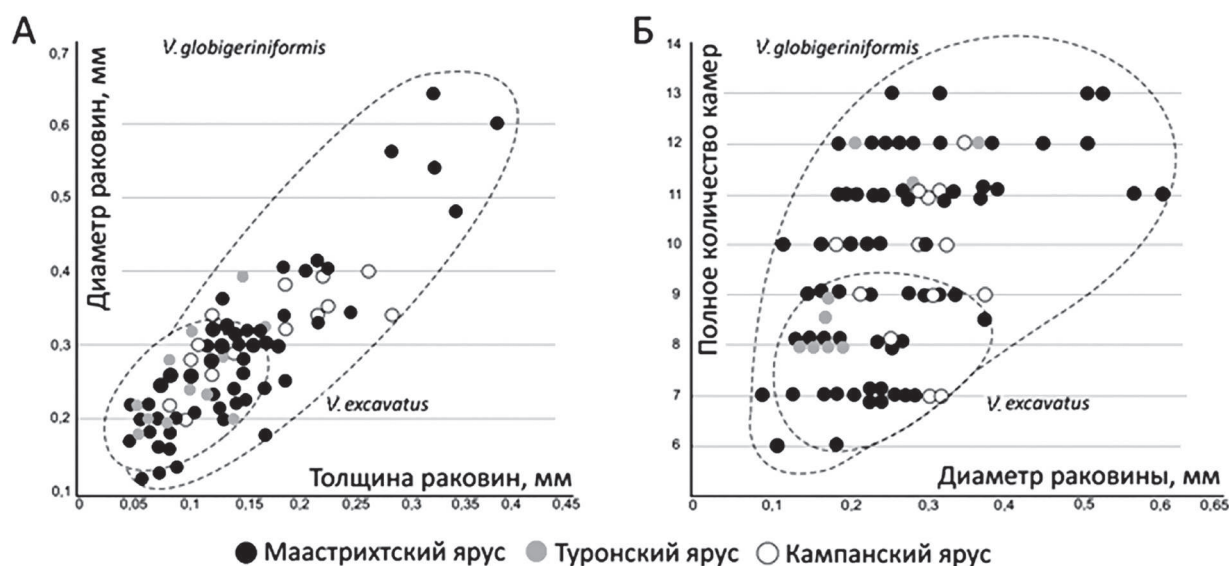 А
Диаметр раковин, мм
0,7
0,6
0,5
0,4
0,3
0,2
0,1
V. globigeriniformis
V. excavatus
Толщина раковин, мм
0 0,05 0,1 0,15 0,2 0,25 0,3 0,35 0,4 0,45
Б
Полное количество камер
14
13
12
11
10
9
8
7
6
V. globigeriniformis
V. excavatus
Диаметр раковины, мм
0 0,1 0,2 0,3 0,4 0,5 0,6 0,65
Маастрихтский ярус Туронский ярус Кампанский ярус